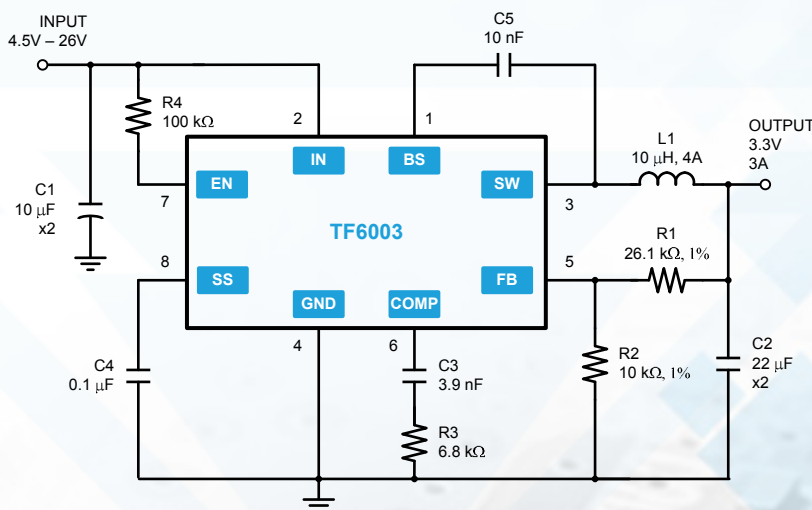 INPUT
4.5V – 26V
C5
10 nF
R4
100 kΩ
2
1
L1
10 µH, 4A
OUTPUT
3.3V
3A
IN
BS
EN
SW
7
3
C1
10 µF
x2
TF6003
R1
26.1 kΩ, 1%
8
5
SS
FB
GND
COMP
4
6
C4
0.1 µF
C3
3.9 nF
R2
10 kΩ, 1%
C2
22 µF
x2
R3
6.8 kΩ